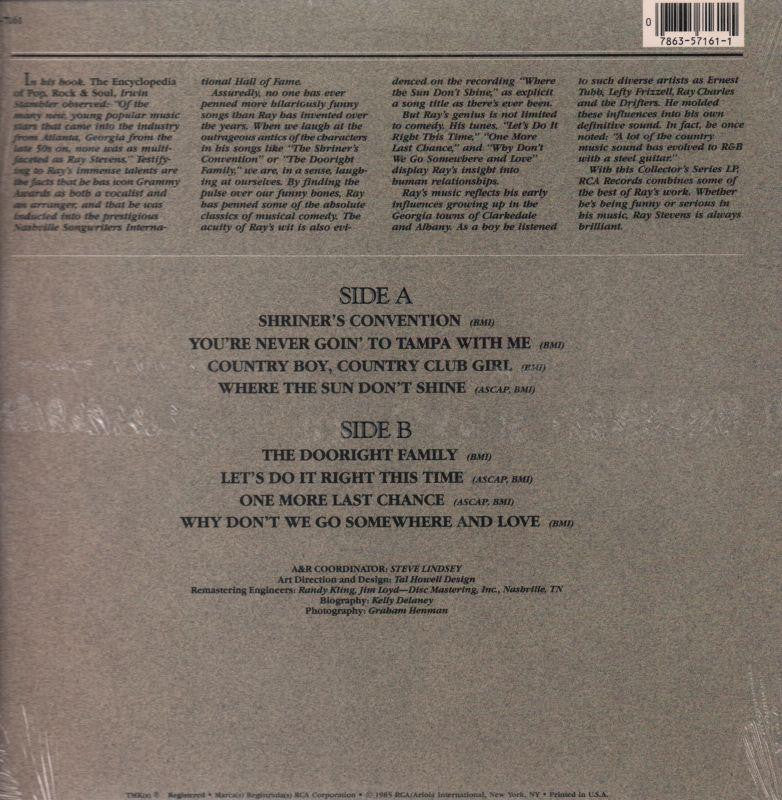 -7161
0
7863-57161-1
In his book, The Encyclopedia
of Pop, Rock & Soul, Irwin
Stambler observed: "Of the
many new, young popular music
stars that came into the industry
from Atlanta, Georgia from the
late 50s on, none was as multi-
faceted as Ray Stevens." Testify-
ing to Ray's immense talents are
the facts that he has won Grammy
Awards as both a vocalist and
an arranger, and that he was
inducted into the prestigious
Nashville Songwriters Interna-
tional Hall of Fame.
Assuredly, no one has ever
penned more hilariously funny
songs than Ray has invented over
the years. When we laugh at the
outrageous antics of the characters
in his songs like "The Shriner's
Convention" or "The Dooright
Family," we are, in a sense, laugh-
ing at ourselves. By finding the
pulse over our funny bones, Ray
has penned some of the absolute
classics of musical comedy. The
acuity of Ray's wit is also evi-
denced on the recording "Where
the Sun Don't Shine," as explicit
a song title as there's ever been.
But Ray's genius is not limited
to comedy. His tunes, "Let's Do It
Right This Time," "One More
Last Chance," and "Why Don't
We Go Somewhere and Love"
display Ray's insight into
human relationships.
Ray's music reflects his early
influences growing up in the
Georgia towns of Clarkedale
and Albany. As a boy he listened
to such diverse artists as Ernest
Tubb, Lefty Frizzell, Ray Charles
and the Drifters. He molded
these influences into his own
definitive sound. In fact, he once
noted: "A lot of the country
music sound has evolved to R&B
with a steel guitar."
With this Collector's Series LP,
RCA Records combines some of
the best of Ray's work. Whether
he's being funny or serious in
his music, Ray Stevens is always
brilliant.
SIDE A
SHRINER'S CONVENTION (BMI)
YOU'RE NEVER GOIN' TO TAMPA WITH ME (BMI)
COUNTRY BOY, COUNTRY CLUB GIRL (BMI)
WHERE THE SUN DON'T SHINE (ASCAP, BMI)
SIDE B
THE DOORIGHT FAMILY (BMI)
LET'S DO IT RIGHT THIS TIME (ASCAP, BMI)
ONE MORE LAST CHANCE (ASCAP, BMI)
WHY DON'T WE GO SOMEWHERE AND LOVE (BMI)
A&R COORDINATOR: STEVE LINDSEY
Art Direction and Design: Tal Howell Design
Remastering Engineers: Randy Kling, Jim Loyd—Disc Mastering, Inc., Nashville, TN
Biography: Kelly Delaney
Photography: Graham Henman
TMK(s) ® Registered • Marca(s) Registrada(s) RCA Corporation • © 1985 RCA/Ariola International, New York, NY • Printed in U.S.A.